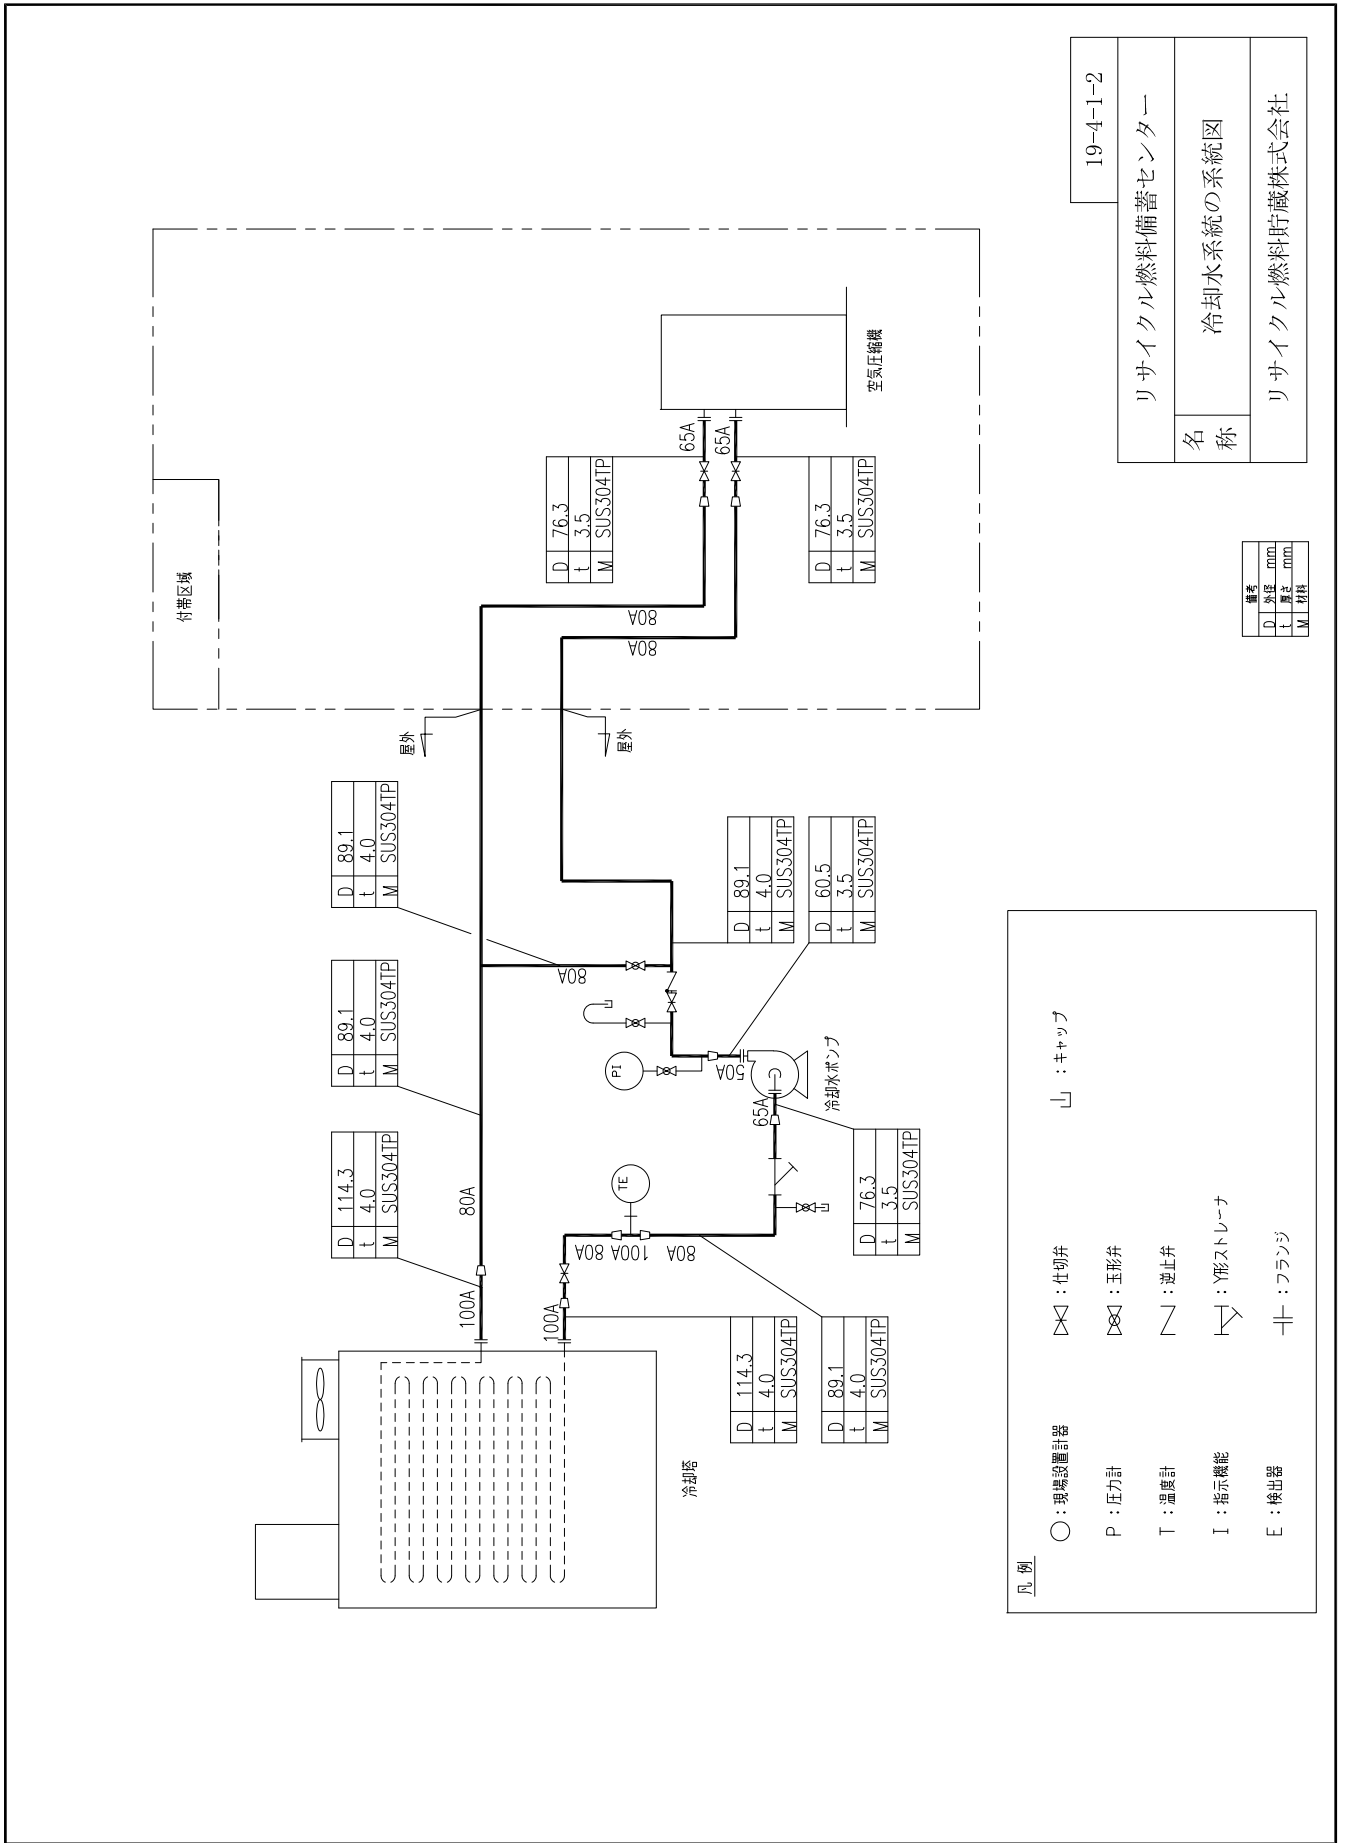 付帯区域
屋外
屋外
空気圧縮機
65A
65A
D 76.3
t 3.5
M SUS304TP
D 76.3
t 3.5
M SUS304TP
80A
80A
D 89.1
t 4.0
M SUS304TP
D 89.1
t 4.0
M SUS304TP
D 114.3
t 4.0
M SUS304TP
D 89.1
t 4.0
M SUS304TP
D 60.5
t 3.5
M SUS304TP
80A
PI
50A
冷却水ポンプ
65A
D 76.3
t 3.5
M SUS304TP
TE
80A
100A
80A
80A
100A
100A
D 114.3
t 4.0
M SUS304TP
D 89.1
t 4.0
M SUS304TP
冷却塔
凡例
○:現場設置計器
P:圧力計
T:温度計
I:指示機能
E:検出器
:仕切弁
:玉形弁
:逆止弁
:Y形ストレーナ
:フランジ
:キャップ
備考
D 外径 mm
t 厚さ mm
M 材料
19-4-1-2
リサイクル燃料備蓄センター
名称 冷却水系統の系統図
リサイクル燃料貯蔵株式会社